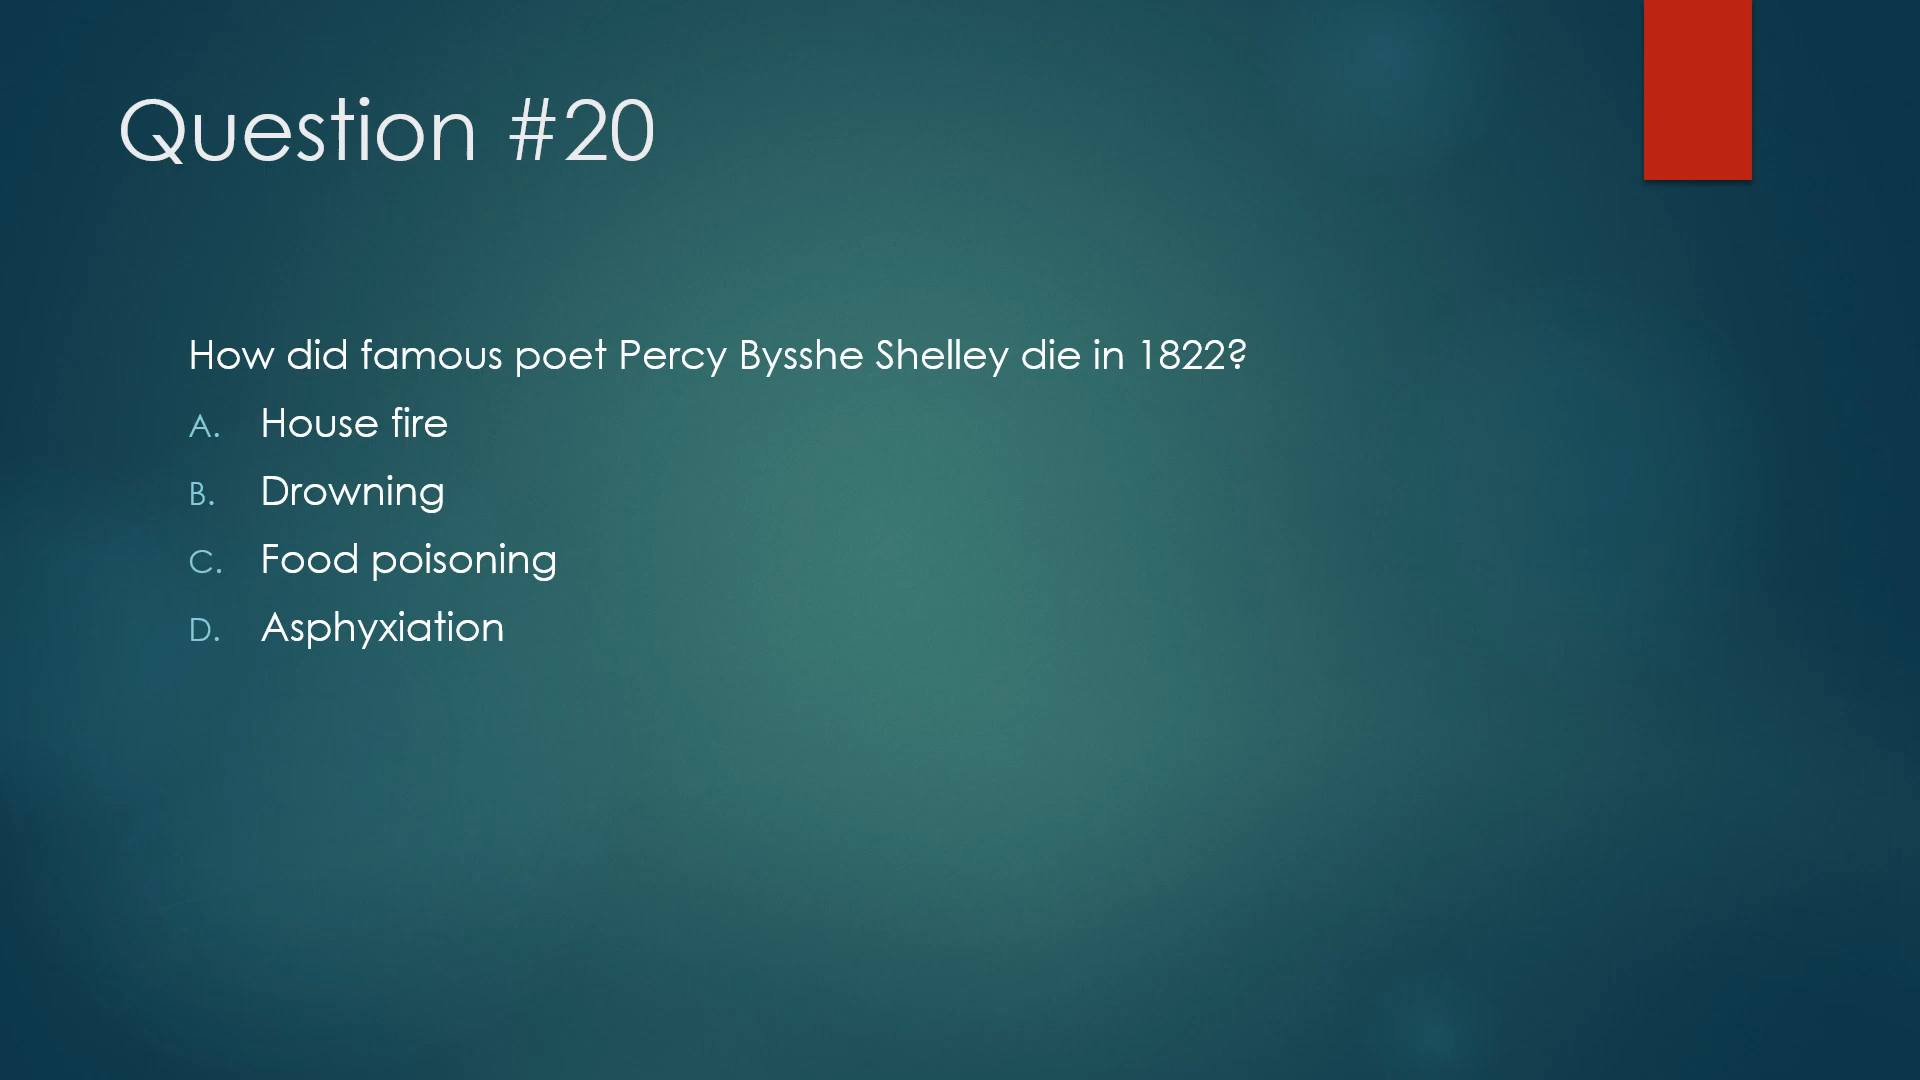 Question #20
How did famous poet Percy Bysshe Shelley die in 1822?
A. House fire
B. Drowning
C. Food poisoning
D. Asphyxiation